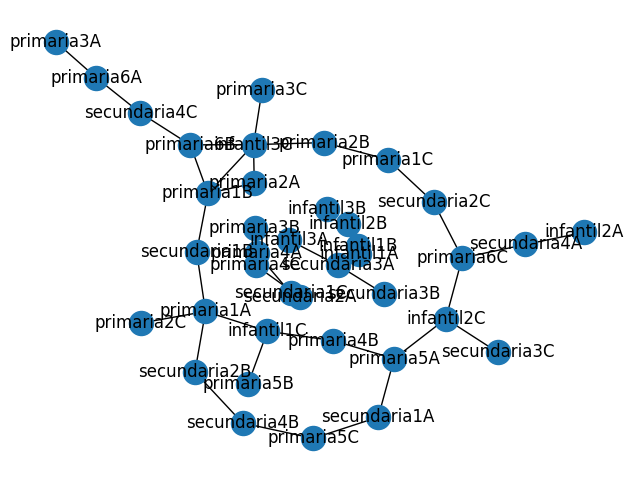 primaria3A
primaria6A
primaria3C
secundaria4C
primaria6B
infantil3C
primaria2B
primaria1C
primaria2A
primaria1B
secundaria2C
infantil3B
infantil2B
primaria3B
infantil2A
infantil3A
secundaria4A
infantil1B
secundaria1B
primaria4A
infantil1A
primaria6C
primaria4C
secundaria3A
secundaria1C
secundaria3B
secundaria2A
primaria1A
infantil2C
primaria2C
infantil1C
primaria4B
secundaria3C
primaria5A
secundaria2B
primaria5B
secundaria1A
secundaria4B
primaria5C